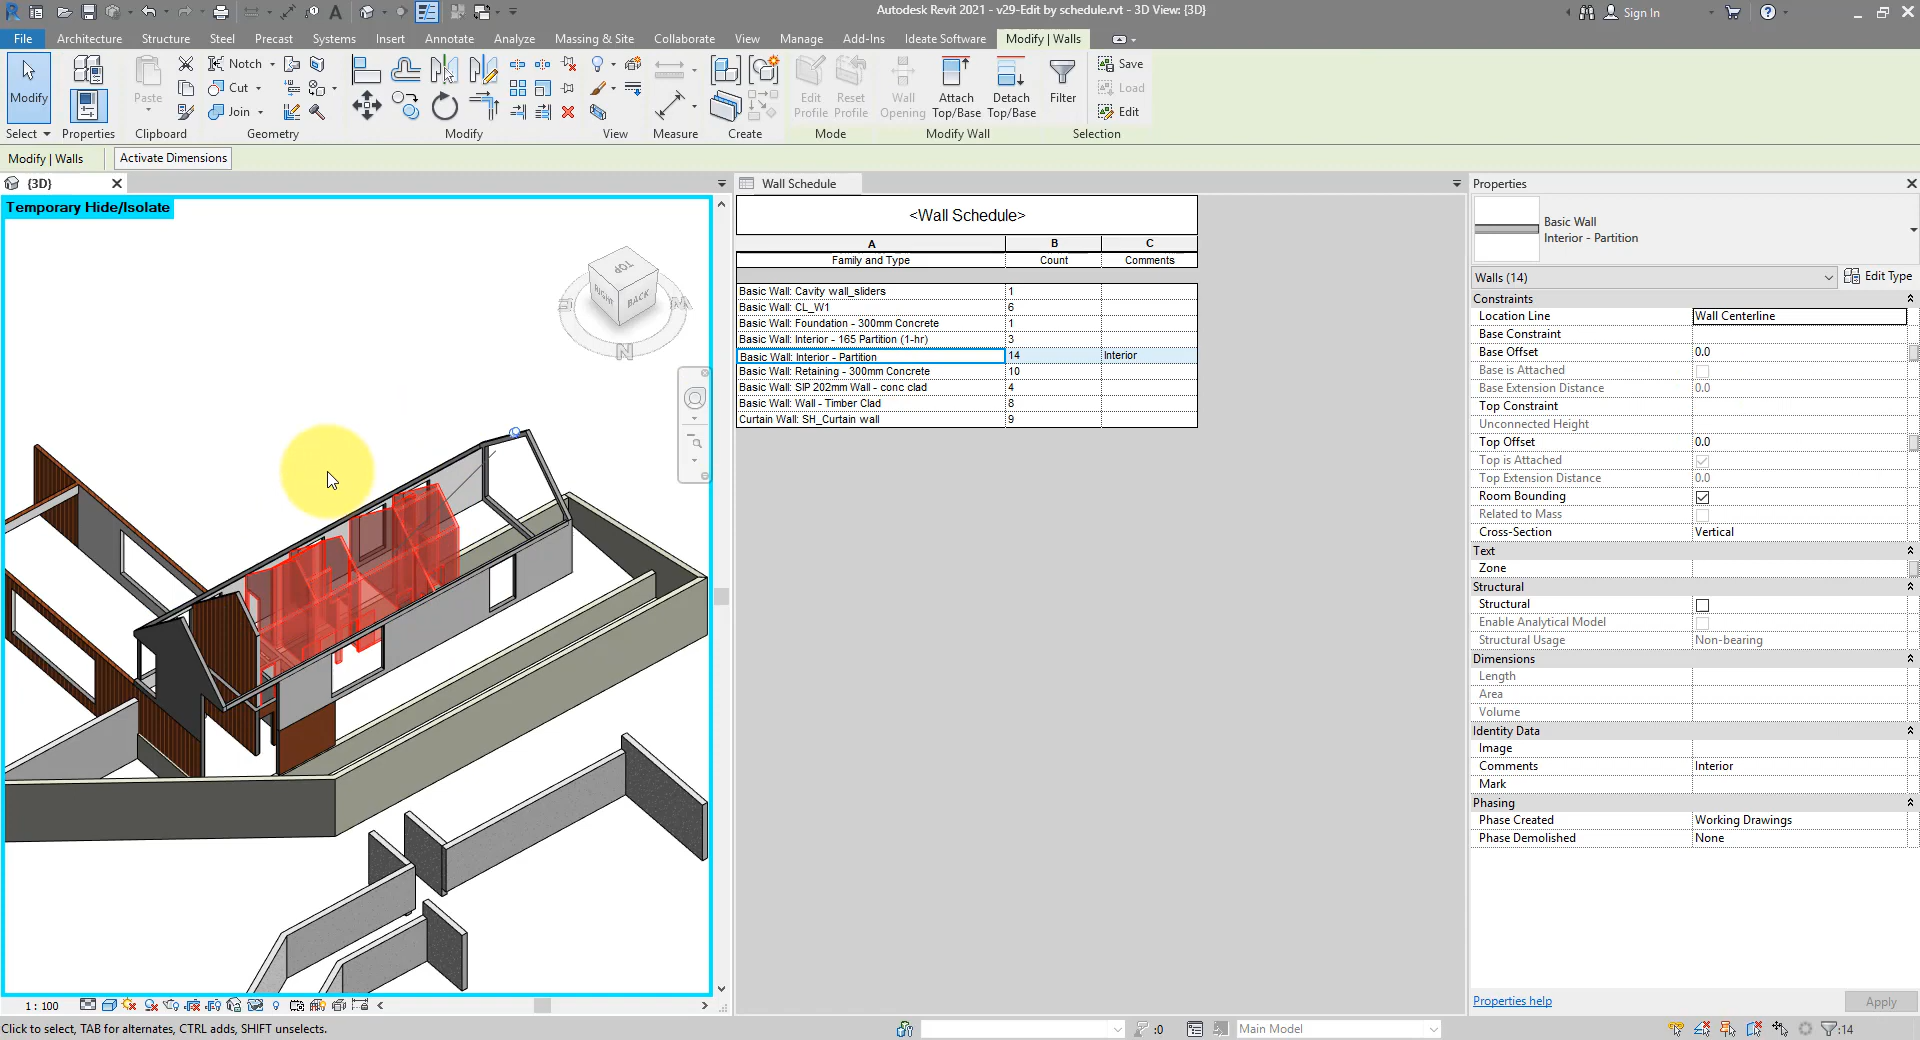 Autodesk Revit 2021 - v29-Edit by schedule.rvt - 3D View: {3D}
Sign In
File
Architecture
Structure
Steel
Precast
Systems
Insert
Annotate
Analyze
Massing & Site
Collaborate
View
Manage
Add-Ins
Ideate Software
Modify | Walls
Modify
Select
Properties
Paste
Clipboard
Notch
Cut
Join
Geometry
Modify
View
Measure
Create
Edit Profile
Reset Profile
Mode
Wall Opening
Attach Top/Base
Detach Top/Base
Modify Wall
Filter
Save
Load
Edit
Selection
Modify | Walls
Activate Dimensions
{3D}
Temporary Hide/Isolate
TOP
RIGHT
BACK
N
1 : 100
Wall Schedule
<Wall Schedule>
A B C
Family and Type Count Comments
Basic Wall: Cavity wall_sliders 1
Basic Wall: CL_W1 6
Basic Wall: Foundation - 300mm Concrete 1
Basic Wall: Interior - 165 Partition (1-hr) 3
Basic Wall: Interior - Partition 14 Interior
Basic Wall: Retaining - 300mm Concrete 10
Basic Wall: SIP 202mm Wall - conc clad 4
Basic Wall: Wall - Timber Clad 8
Curtain Wall: SH_Curtain wall 9
Properties
Basic Wall
Interior - Partition
Walls (14)
Edit Type
Constraints
Location Line Wall Centerline
Base Constraint
Base Offset 0.0
Base is Attached
Base Extension Distance 0.0
Top Constraint
Unconnected Height
Top Offset 0.0
Top is Attached
Top Extension Distance 0.0
Room Bounding
Related to Mass
Cross-Section Vertical
Text
Zone
Structural
Structural
Enable Analytical Model
Structural Usage Non-bearing
Dimensions
Length
Area
Volume
Identity Data
Image
Comments Interior
Mark
Phasing
Phase Created Working Drawings
Phase Demolished None
Properties help
Apply
Click to select, TAB for alternates, CTRL adds, SHIFT unselects.
:0
Main Model
:14